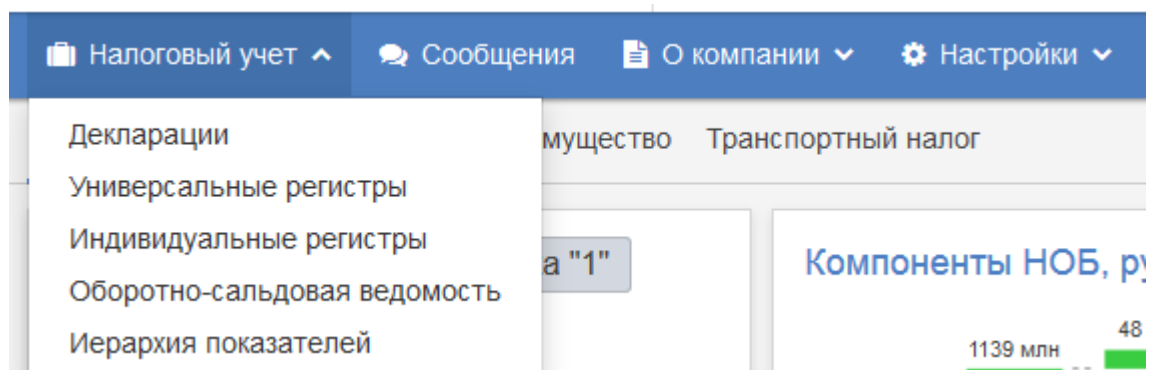 Налоговый учет Сообщения О компании Настройки
Декларации
Универсальные регистры
Индивидуальные регистры
Оборотно-сальдовая ведомость
Иерархия показателей
мущество Транспортный налог
а "1"
Компоненты НОБ, ру
1139 млн
48